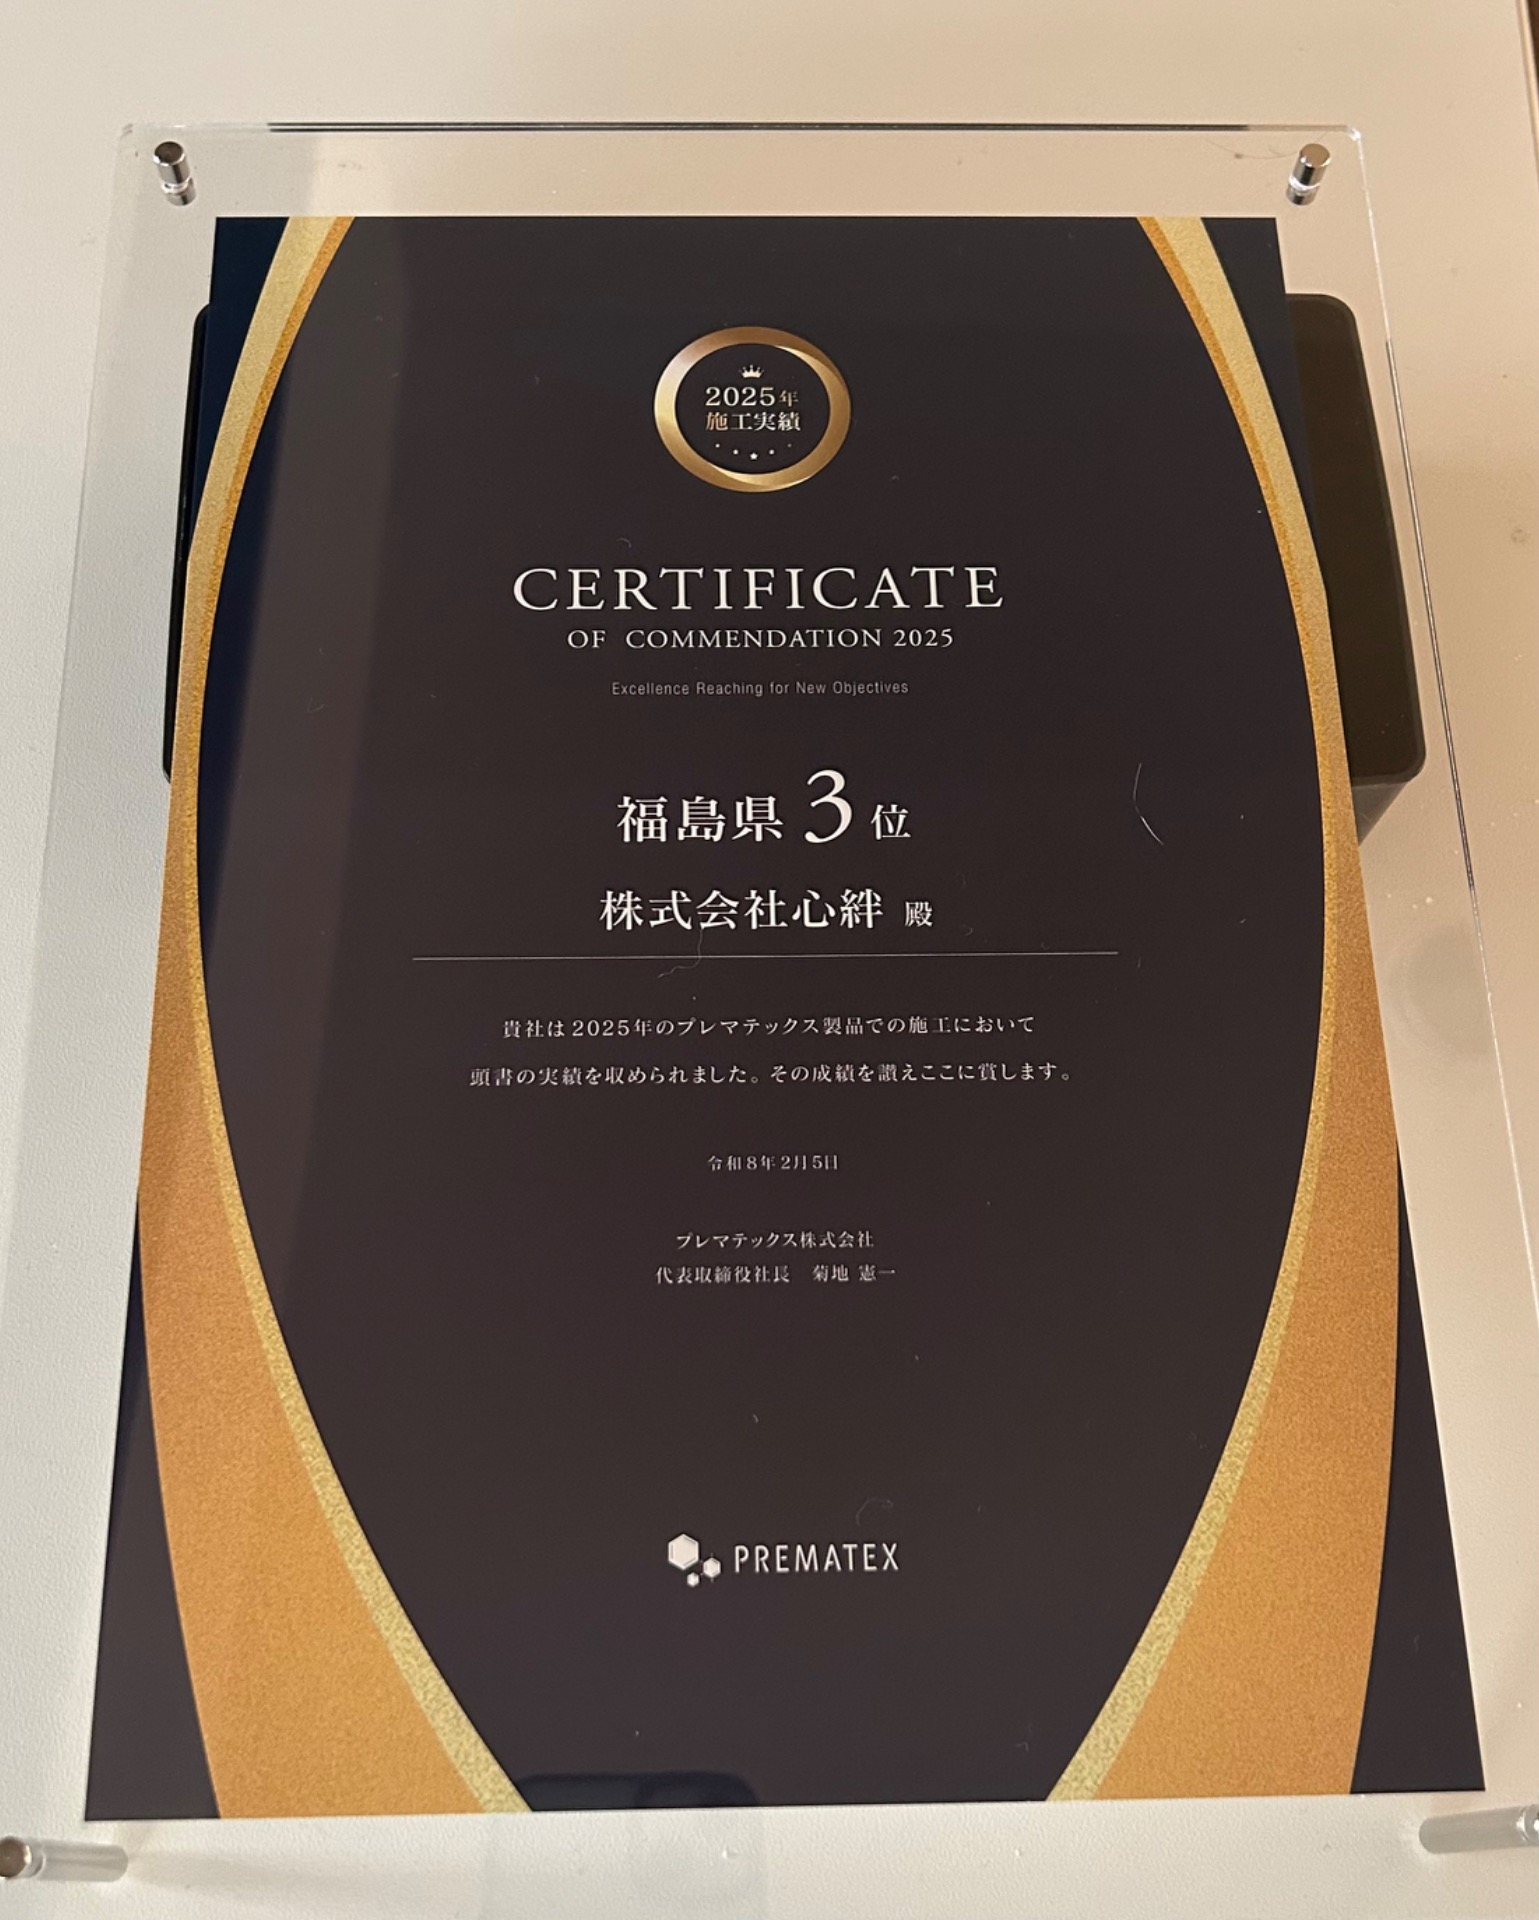 2025年
施工実績
CERTIFICATE
OF COMMENDATION 2025
Excellence Reaching for New Objectives
福島県 3 位
株式会社心絆 殿
貴社は2025年のプレマテックス製品での施工において
頭書の実績を収められました。その成績を讃えここに賞します。
令和8年2月5日
プレマテックス株式会社
代表取締役社長 菊地 憲一
PREMATEX